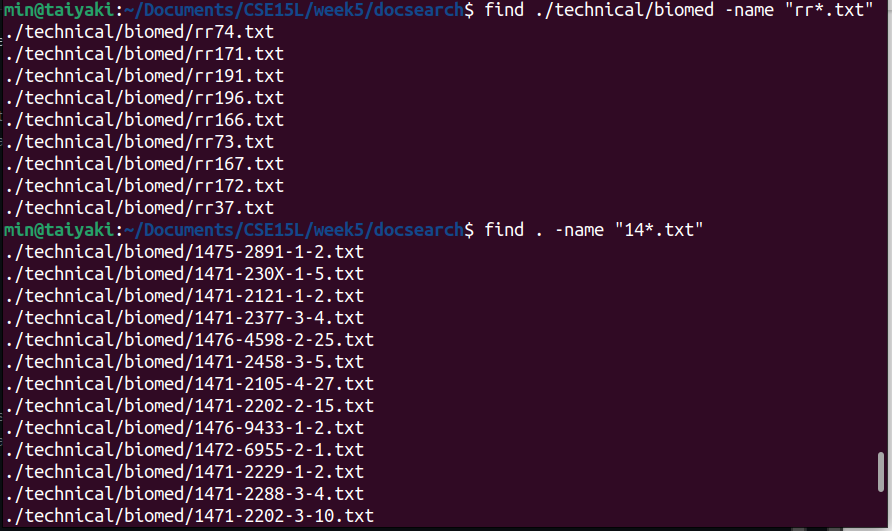 min@taiyaki:~/Documents/CSE15L/week5/docsearch$ find ./technical/biomed -name "rr*.txt"
./technical/biomed/rr74.txt
./technical/biomed/rr171.txt
./technical/biomed/rr191.txt
./technical/biomed/rr196.txt
./technical/biomed/rr166.txt
./technical/biomed/rr73.txt
./technical/biomed/rr167.txt
./technical/biomed/rr172.txt
./technical/biomed/rr37.txt
min@taiyaki:~/Documents/CSE15L/week5/docsearch$ find . -name "14*.txt"
./technical/biomed/1475-2891-1-2.txt
./technical/biomed/1471-230X-1-5.txt
./technical/biomed/1471-2121-1-2.txt
./technical/biomed/1471-2377-3-4.txt
./technical/biomed/1476-4598-2-25.txt
./technical/biomed/1471-2458-3-5.txt
./technical/biomed/1471-2105-4-27.txt
./technical/biomed/1471-2202-2-15.txt
./technical/biomed/1476-9433-1-2.txt
./technical/biomed/1472-6955-2-1.txt
./technical/biomed/1471-2229-1-2.txt
./technical/biomed/1471-2288-3-4.txt
./technical/biomed/1471-2202-3-10.txt